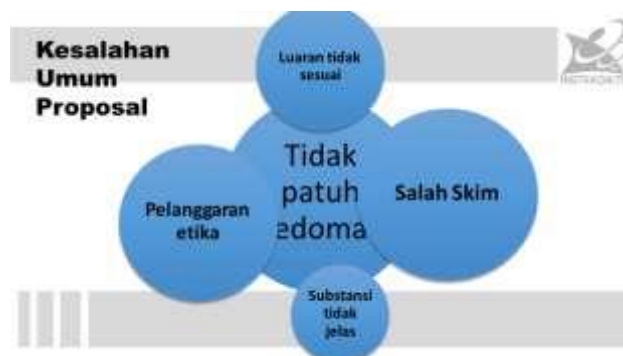 Kesalahan
Umum
Proposal
Luaran tidak
sesuai
Tidak
patuh
edoma
Pelanggaran
etika
Salah Skim
Substansi
tidak
jelas